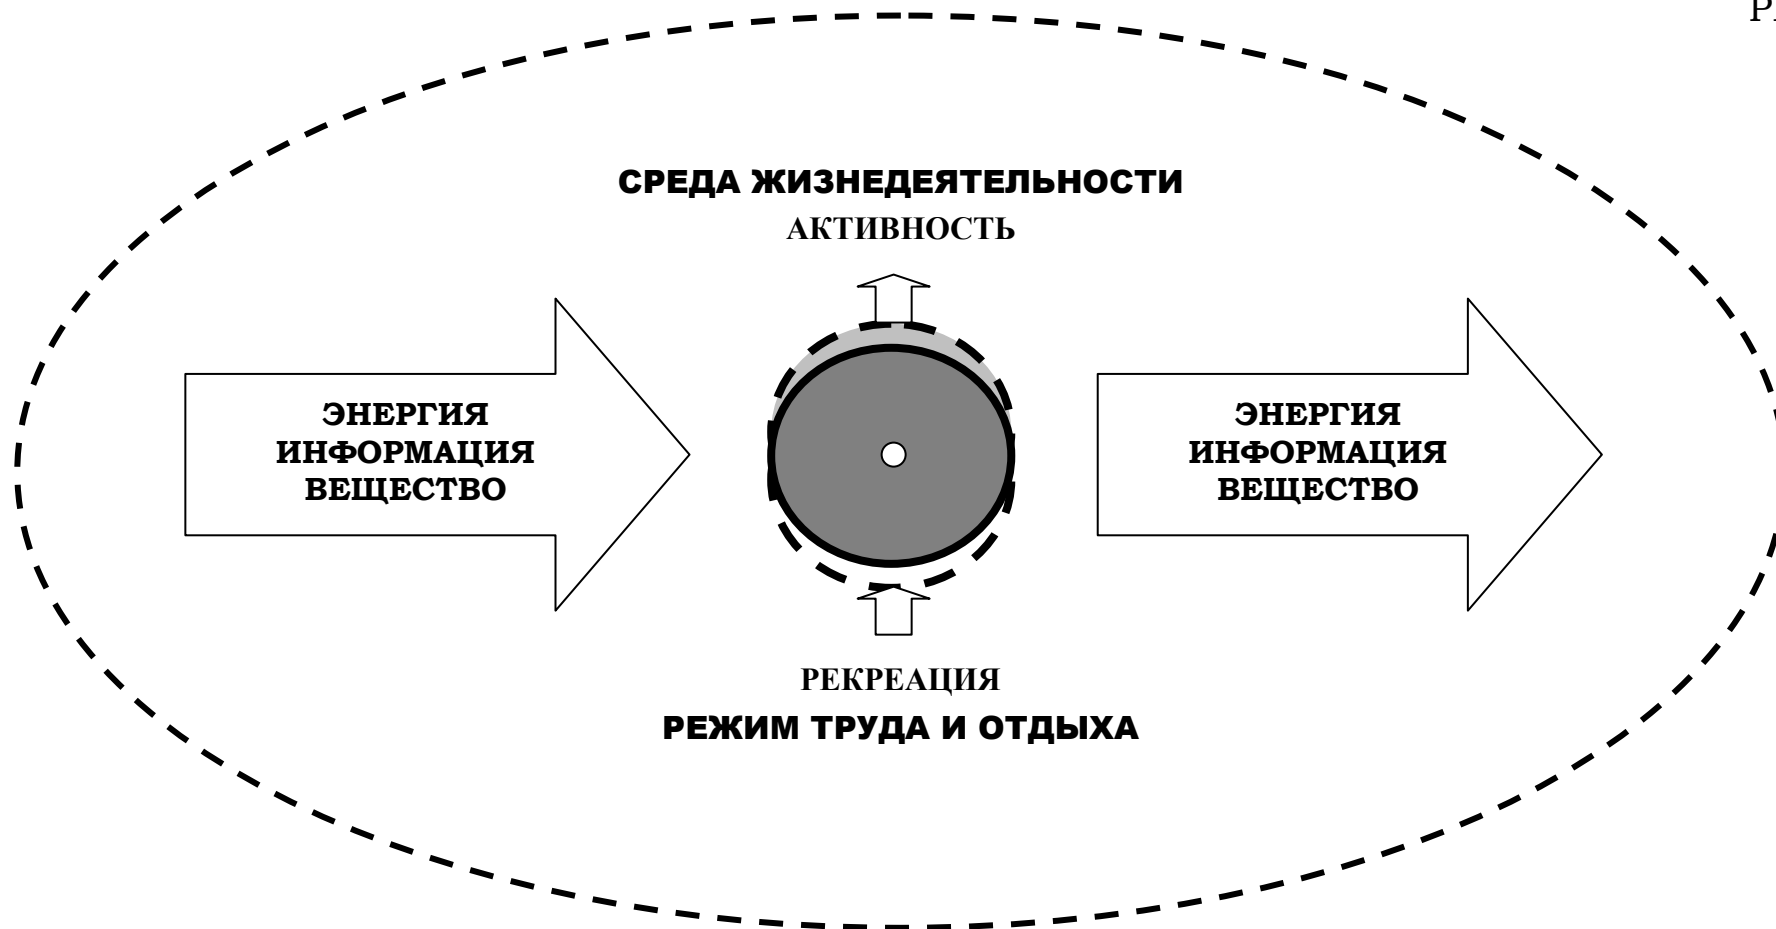 СРЕДА ЖИЗНЕДЕЯТЕЛЬНОСТИ
АКТИВНОСТЬ
ЭНЕРГИЯ
ИНФОРМАЦИЯ
ВЕЩЕСТВО
ЭНЕРГИЯ
ИНФОРМАЦИЯ
ВЕЩЕСТВО
РЕКРЕАЦИЯ
РЕЖИМ ТРУДА И ОТДЫХА